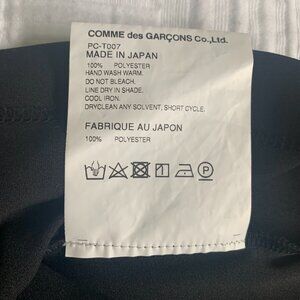 COMME des GARÇONS Co.,Ltd.
PC-T007
MADE IN JAPAN
100% POLYESTER
HAND WASH WARM.
DO NOT BLEACH.
LINE DRY IN SHADE.
COOL IRON.
DRYCLEAN ANY SOLVENT, SHORT CYCLE.
FABRIQUE AU JAPON
100% POLYESTER
P